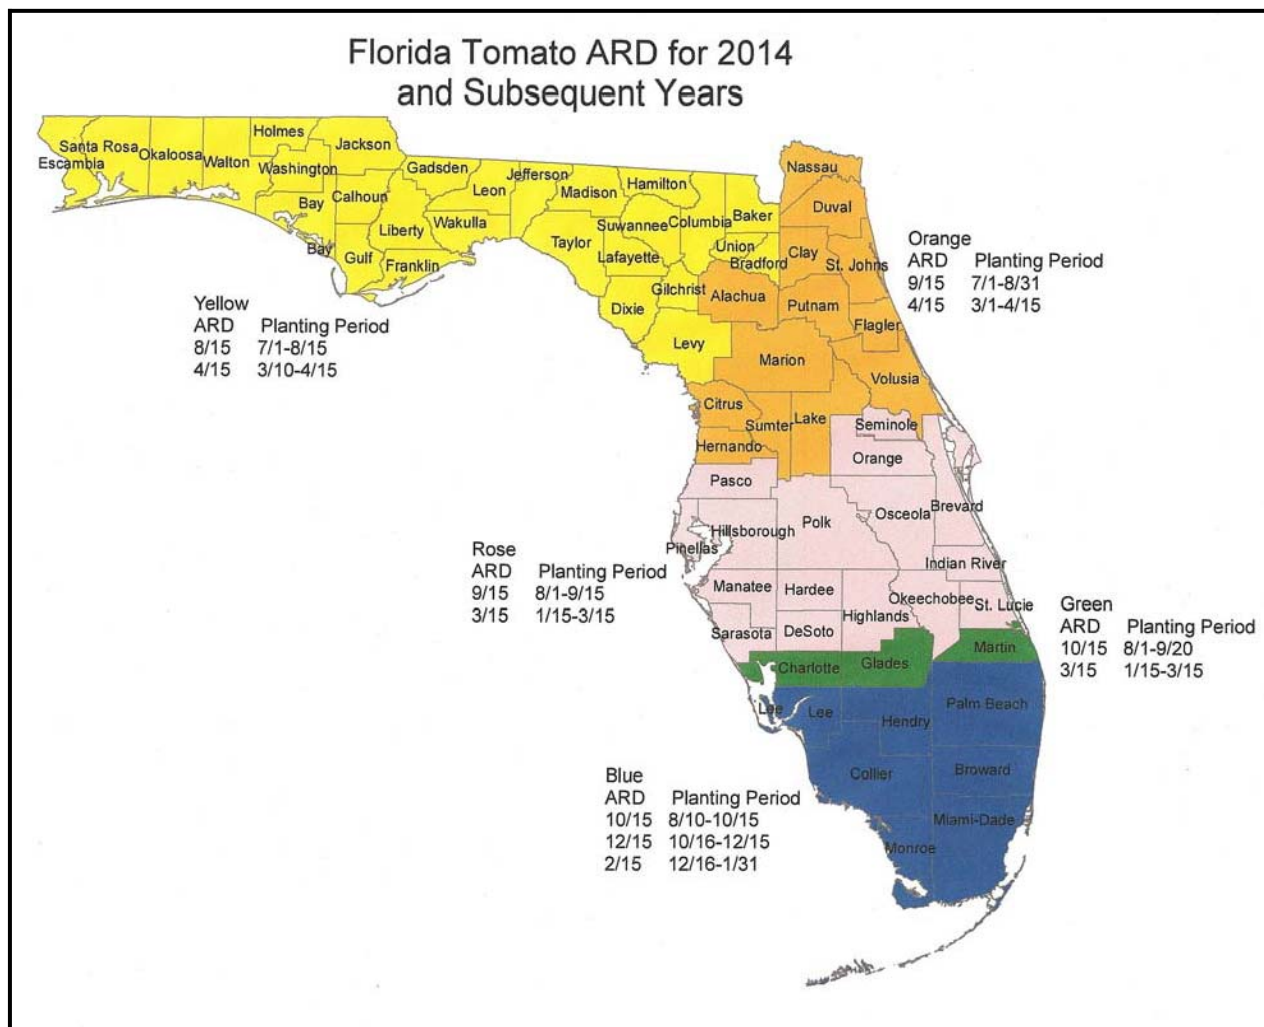 Florida Tomato ARD for 2014
and Subsequent Years
Holmes
Jackson
Santa Rosa
Okaloosa
Walton
Escambia
Washington
Gadsden
Jefferson
Leon
Madison
Hamilton
Nassau
Bay
Calhoun
Liberty
Wakulla
Suwannee
Columbia
Baker
Duval
Taylor
Lafayette
Union
Bradford
Clay
St. Johns
Bay
Gulf
Franklin
Gilchrist
Dixie
Alachua
Putnam
Flagler
Levy
Marion
Volusia
Orange
ARD Planting Period
9/15 7/1-8/31
4/15 3/1-4/15
Yellow
ARD Planting Period
8/15 7/1-8/15
4/15 3/10-4/15
Citrus
Sumter
Lake
Hernando
Seminole
Orange
Pasco
Hillsborough
Polk
Osceola
Brevard
Pinellas
Indian River
Manatee
Hardee
Highlands
Okeechobee
St. Lucie
Sarasota
DeSoto
Rose
ARD Planting Period
9/15 8/1-9/15
3/15 1/15-3/15
Green
ARD Planting Period
10/15 8/1-9/20
3/15 1/15-3/15
Charlotte
Glades
Martin
Lee
Lee
Hendry
Palm Beach
Collier
Broward
Miami-Dade
Monroe
Blue
ARD Planting Period
10/15 8/10-10/15
12/15 10/16-12/15
2/15 12/16-1/31